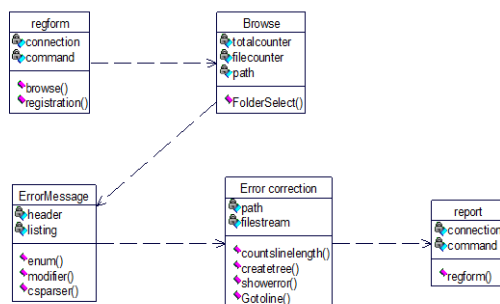 regform
connection
command
browse()
registration()
Browse
totalcounter
filecounter
path
FolderSelect()
ErrorMessage
header
listing
enum()
modifier()
csparser()
Error correction
path
filestream
countslinelength()
createtree()
showerror()
Gotoline()
report
connection
command
regform()